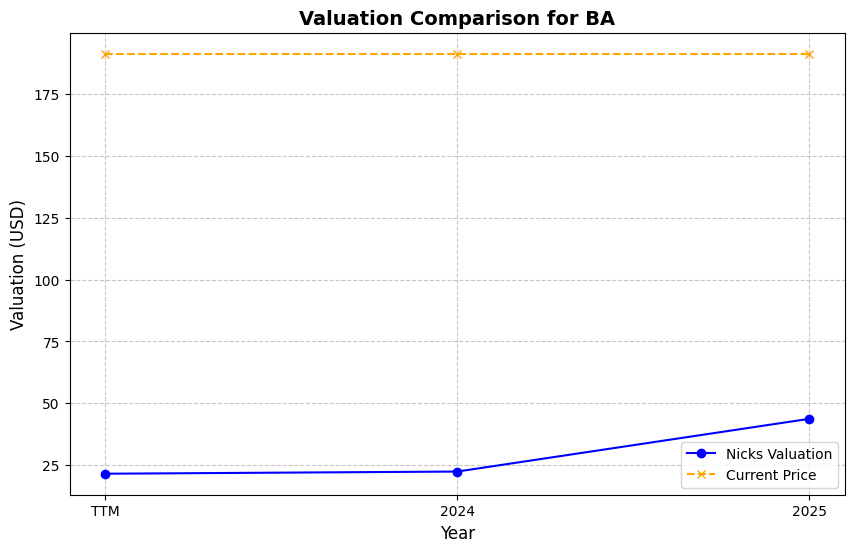 Valuation Comparison for BA
Valuation (USD)
175
150
125
100
75
50
25
TTM
2024
2025
Year
Nicks Valuation
Current Price